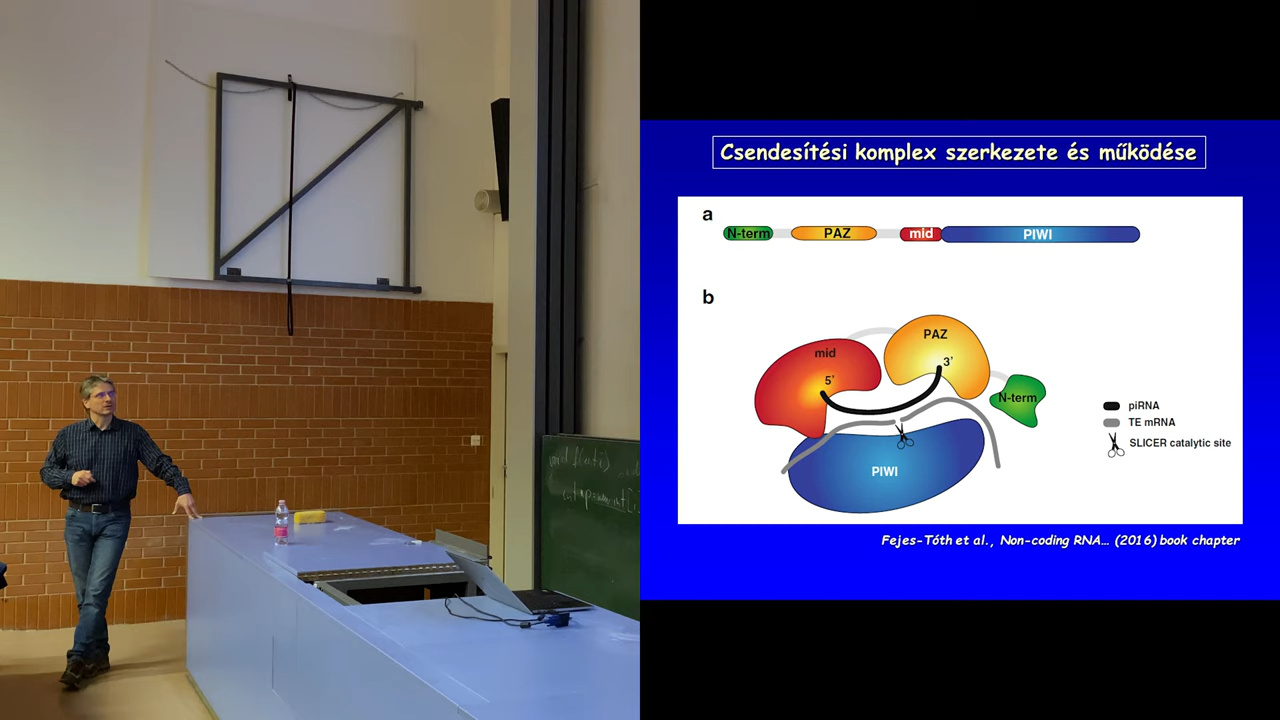 Csendesítési komplex szerkezete és működése
a
N-term PAZ mid PIWI
b
PAZ
mid
3’
5’
N-term
piRNA
TE mRNA
SLICER catalytic site
PIWI
Fejes-Tóth et al., Non-coding RNA... (2016) book chapter